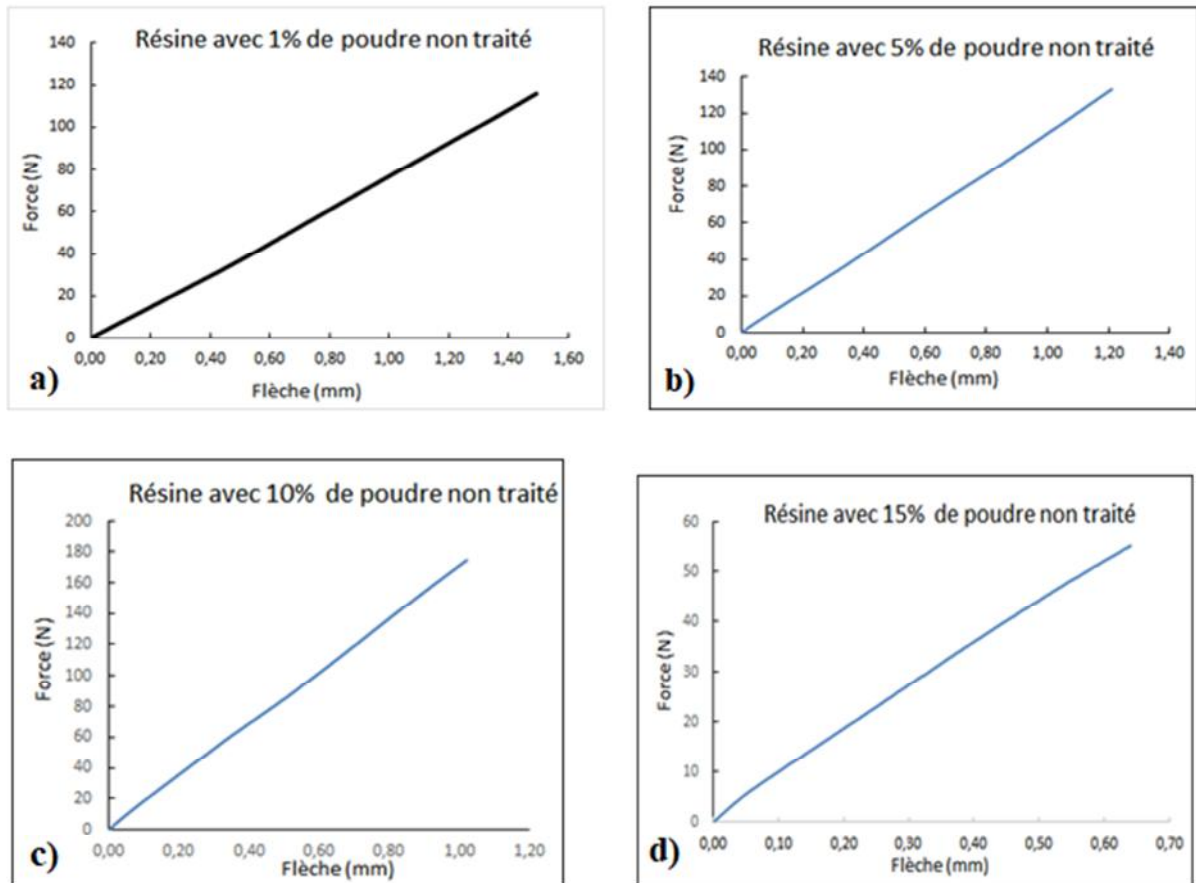 Résine avec 1% de poudre non traité
140
120
100
80
60
40
20
0
Force (N)
0,00 0,20 0,40 0,60 0,80 1,00 1,20 1,40 1,60
Flèche (mm)
a)
Résine avec 5% de poudre non traité
140
120
100
80
60
40
20
0
Force (N)
0,00 0,20 0,40 0,60 0,80 1,00 1,20 1,40
Flèche (mm)
b)
Résine avec 10% de poudre non traité
200
180
160
140
120
100
80
60
40
20
0
Force (N)
0,00 0,20 0,40 0,60 0,80 1,00 1,20
Flèche (mm)
c)
Résine avec 15% de poudre non traité
60
50
40
30
20
10
0
Force (N)
0,00 0,10 0,20 0,30 0,40 0,50 0,60 0,70
Flèche (mm)
d)